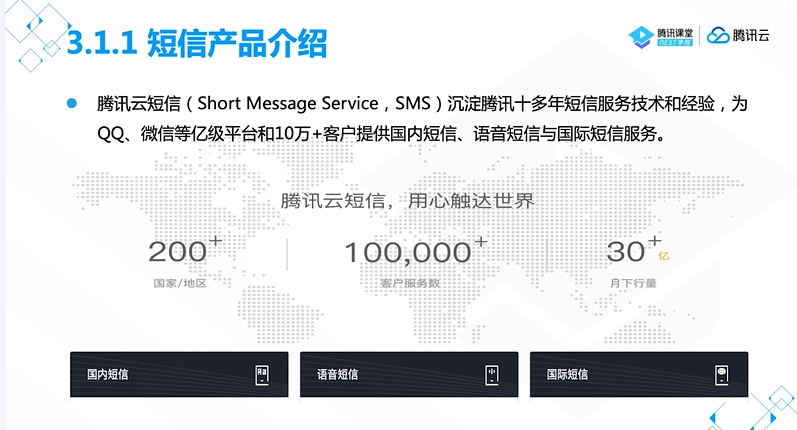 3.1.1 短信产品介绍
腾讯课堂
NEXT学院
腾讯云
腾讯云短信（Short Message Service，SMS）沉淀腾讯十多年短信服务技术和经验，为
QQ、微信等亿级平台和10万+客户提供国内短信、语音短信与国际短信服务。
腾讯云短信，用心触达世界
200+
100,000+
30+亿
国家/地区
客户服务数
月下行量
国内短信
语音短信
国际短信